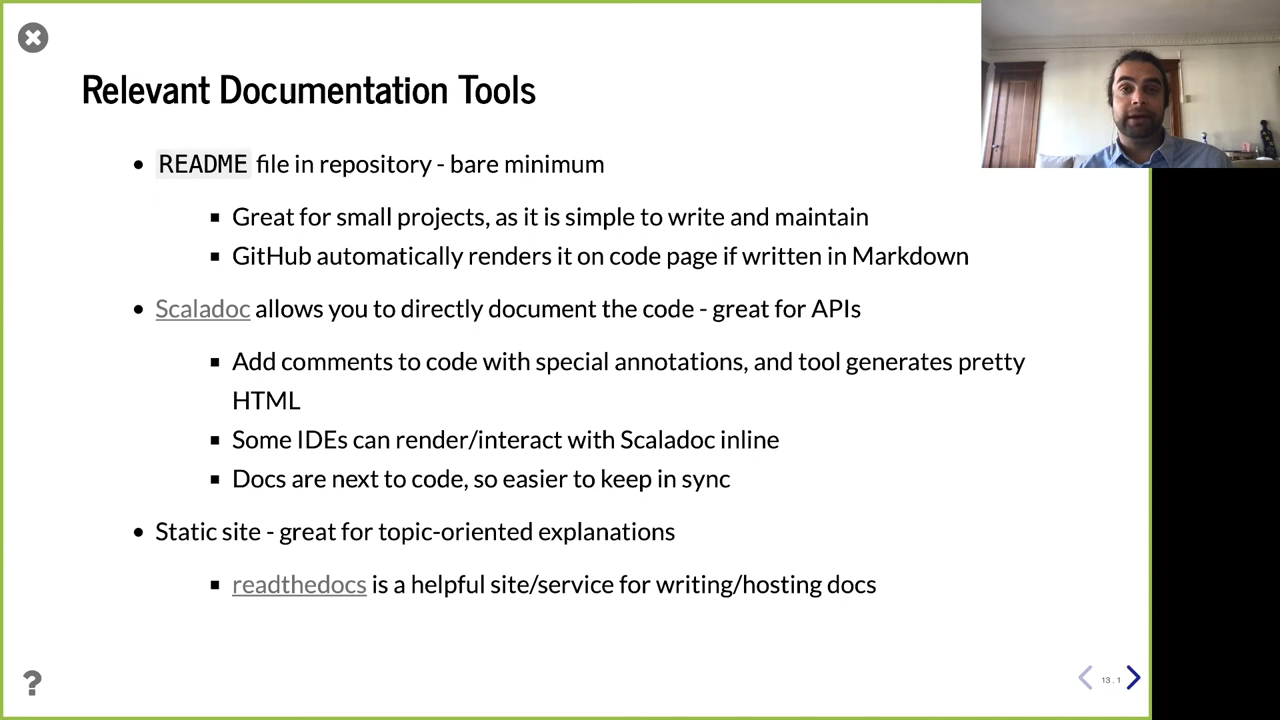 Relevant Documentation Tools
README file in repository - bare minimum
Great for small projects, as it is simple to write and maintain
GitHub automatically renders it on code page if written in Markdown
Scaladoc allows you to directly document the code - great for APIs
Add comments to code with special annotations, and tool generates pretty
HTML
Some IDEs can render/interact with Scaladoc inline
Docs are next to code, so easier to keep in sync
Static site - great for topic-oriented explanations
readthedocs is a helpful site/service for writing/hosting docs
?
13 . 1